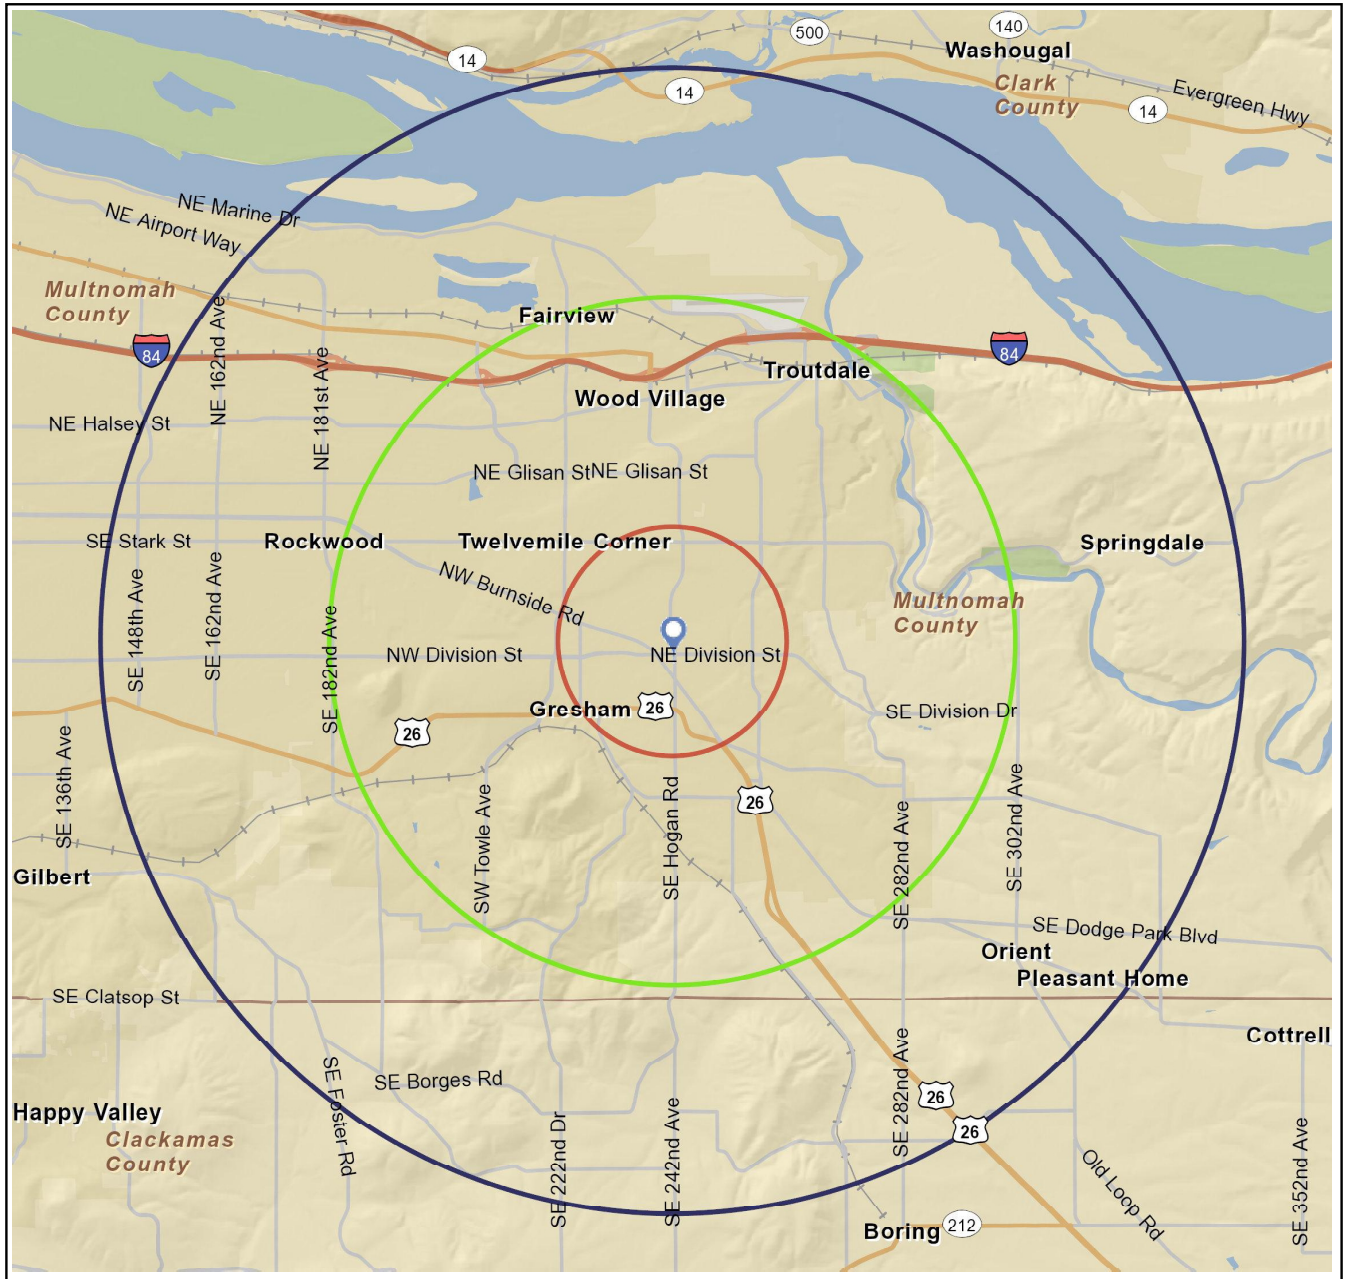 500
140
Washougal
14
Clark
County
14
Evergreen Hwy
14
NE Marine Dr
NE Airport Way
Multnomah
County
NE 162nd Ave
Fairview
84
84
NE 181st Ave
Troutdale
Wood Village
NE Halsey St
NE Glisan St
NE Glisan St
SE Stark St
Rockwood
Twelvemile Corner
Springdale
NW Burnside Rd
SE 148th Ave
SE 162nd Ave
SE 182nd Ave
Multnomah
County
NW Division St
NE Division St
Gresham
26
SE Division Dr
26
SE 136th Ave
26
SW Towle Ave
SE Hogan Rd
SE 282nd Ave
SE 302nd Ave
Gilbert
SE Dodge Park Blvd
Orient
Pleasant Home
SE Clatsop St
Cottrell
SE Foster Rd
SE Borges Rd
SE 282nd Ave
26
Happy Valley
26
Clackamas
County
SE 222nd Dr
SE 242nd Ave
Old Loop Rd
SE 352nd Ave
Boring
212